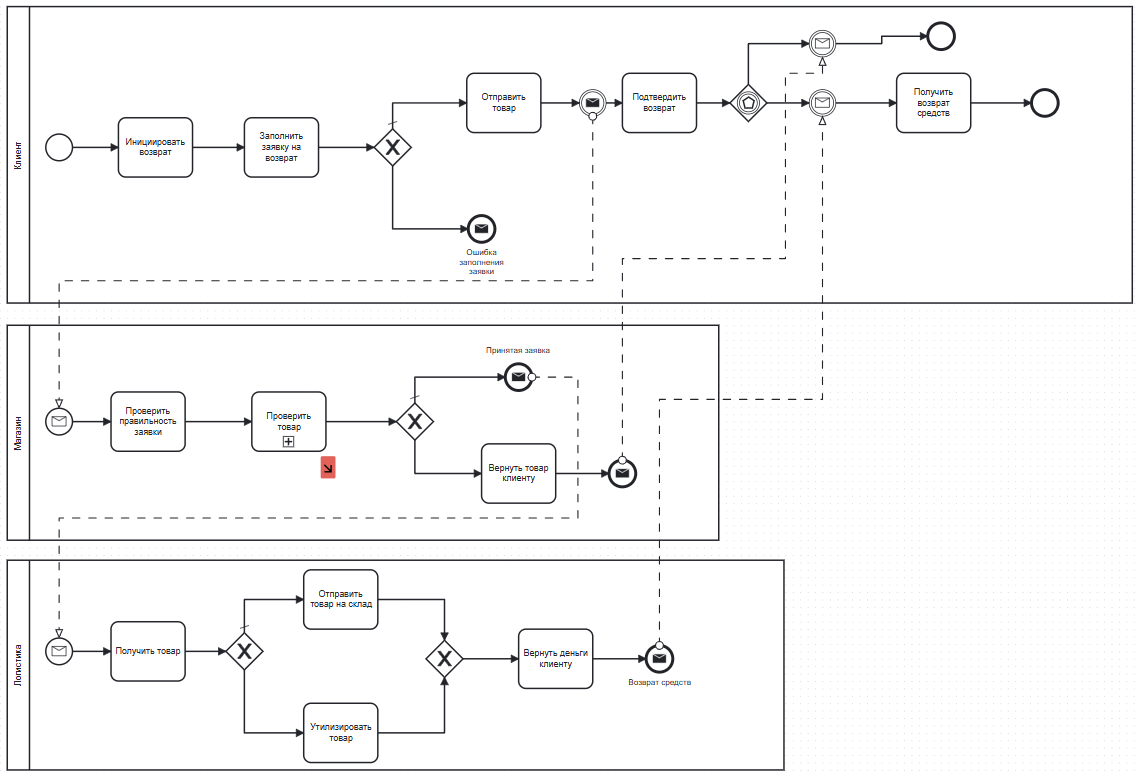 Клиент
Инициировать
возврат
Заполнить
заявку на
возврат
Отправить
товар
Подтвердить
возврат
Получить
возврат
средств
Ошибка
заполнения
заявки
Магазин
Проверить
правильность
заявки
Проверить
товар
Принятая заявка
Вернуть товар
клиенту
Логистика
Получить товар
Отправить
товар на склад
Утилизировать
товар
Вернуть деньги
клиенту
Возврат средств